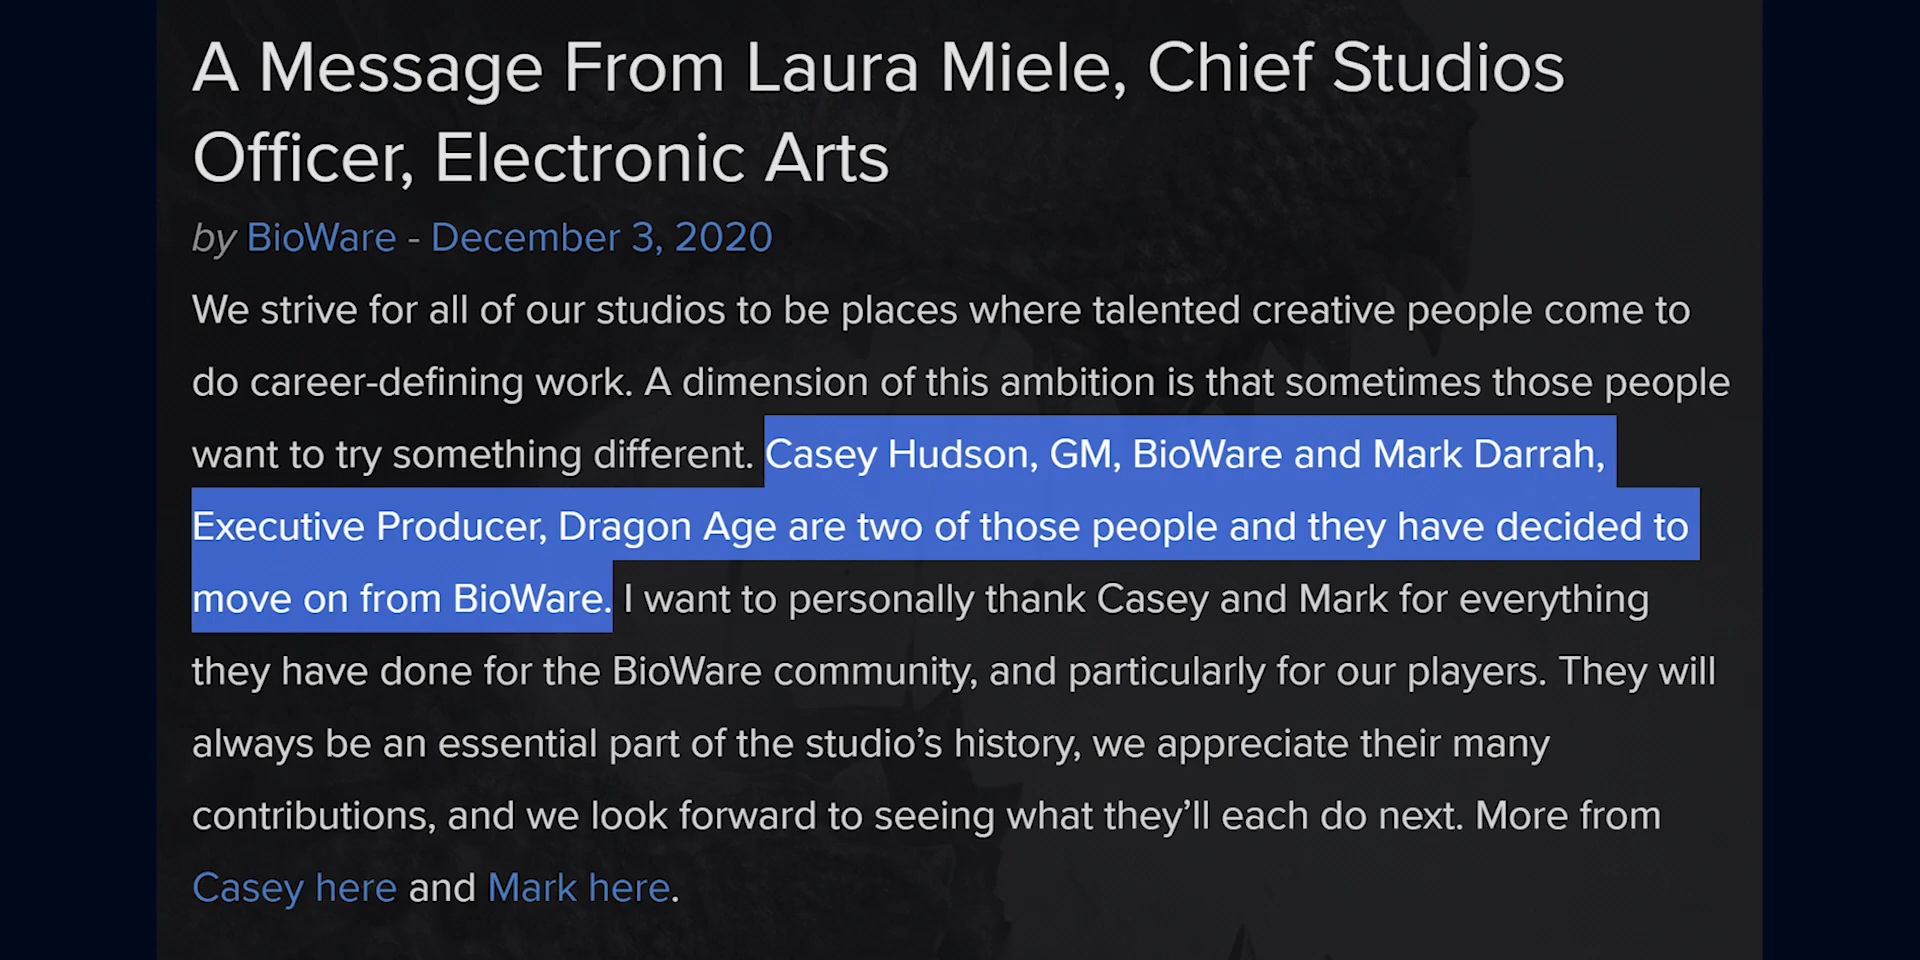 A Message From Laura Miele, Chief Studios
Officer, Electronic Arts
by BioWare - December 3, 2020
We strive for all of our studios to be places where talented creative people come to
do career-defining work. A dimension of this ambition is that sometimes those people
want to try something different. Casey Hudson, GM, BioWare and Mark Darrah,
Executive Producer, Dragon Age are two of those people and they have decided to
move on from BioWare. I want to personally thank Casey and Mark for everything
they have done for the BioWare community, and particularly for our players. They will
always be an essential part of the studio’s history, we appreciate their many
contributions, and we look forward to seeing what they’ll each do next. More from
Casey here and Mark here.